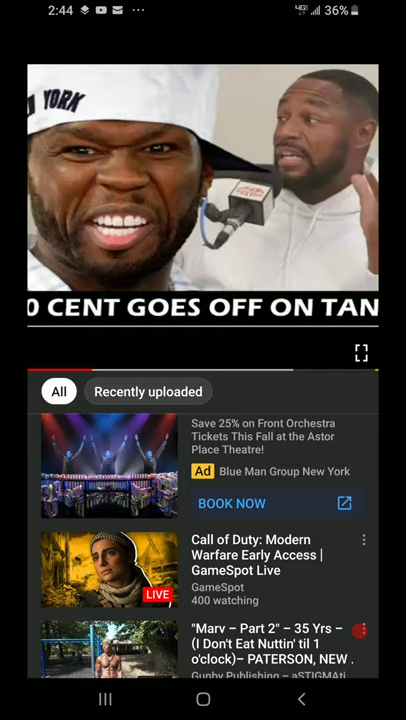 2:44
36%
YORK
0 CENT GOES OFF ON TAN
All
Recently uploaded
Save 25% on Front Orchestra
Tickets This Fall at the Astor
Place Theatre!
Ad Blue Man Group New York
BOOK NOW
Call of Duty: Modern
Warfare Early Access |
GameSpot Live
GameSpot
400 watching
LIVE
"Marv – Part 2" – 35 Yrs –
(I Don't Eat Nuttin' til 1
o'clock)– PATERSON, NEW .
Gunby Publishing – aSTIGMAti